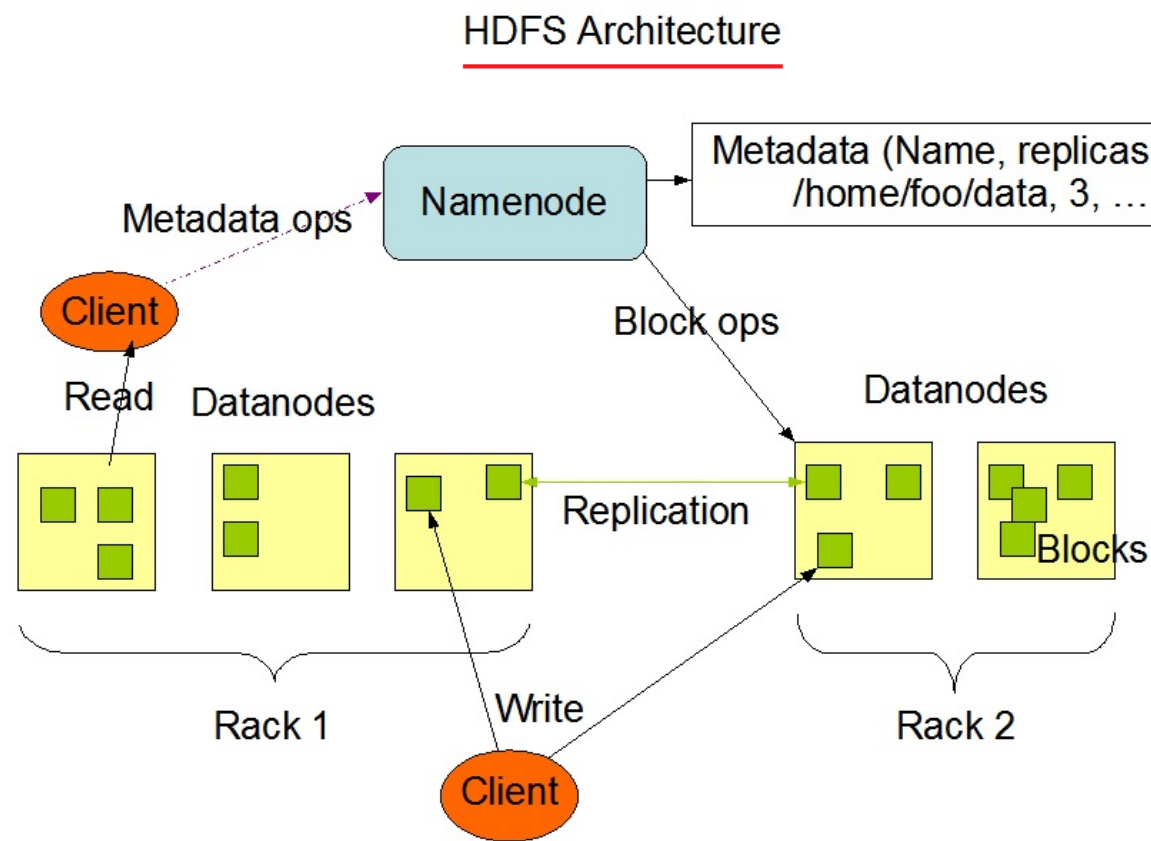 HDFS Architecture
Metadata (Name, replicas
/home/foo/data, 3, …
Namenode
Metadata ops
Client
Block ops
Read
Datanodes
Datanodes
Replication
Blocks
Rack 1
Write
Rack 2
Client